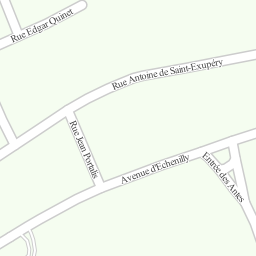 Rue Edgar Quinet
Rue Antoine de Saint-Exupéry
Rue Jean Portalis
Avenue d'Echenilly
Entrée des Antes